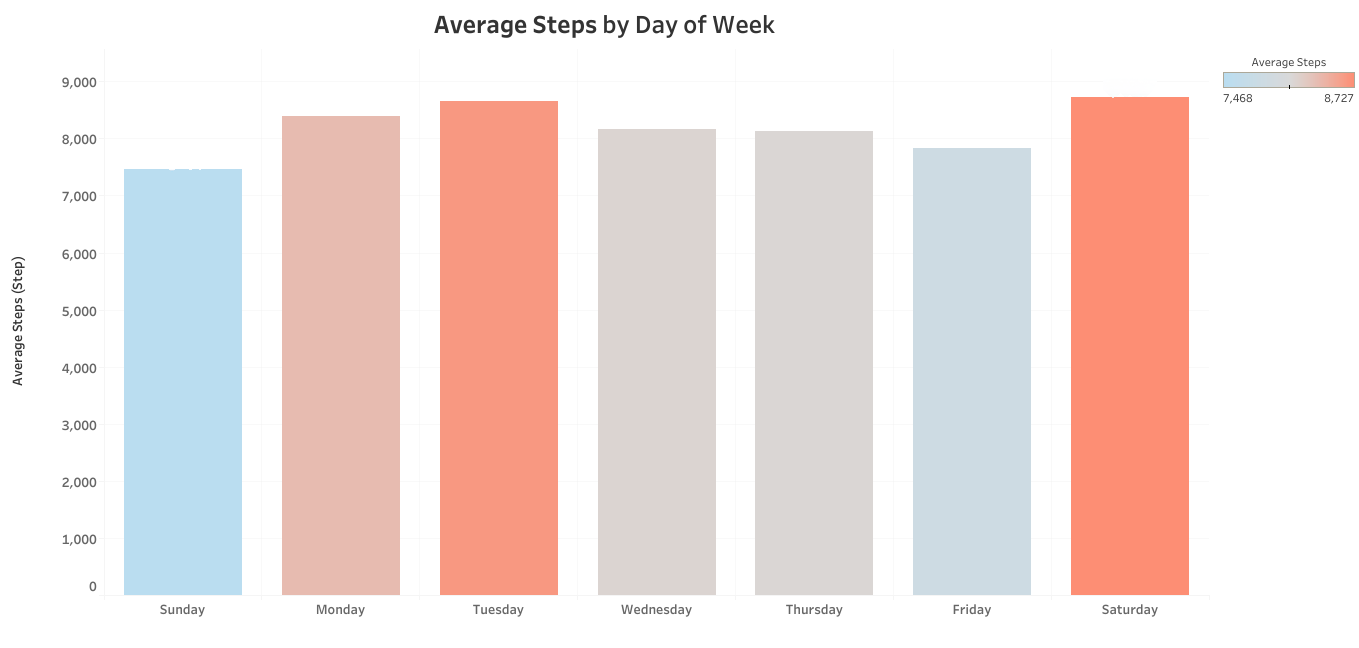 Average Steps by Day of Week
Average Steps
7,468 8,727
Average Steps (Step)
9,000
8,000
7,000
6,000
5,000
4,000
3,000
2,000
1,000
0
Sunday Monday Tuesday Wednesday Thursday Friday Saturday